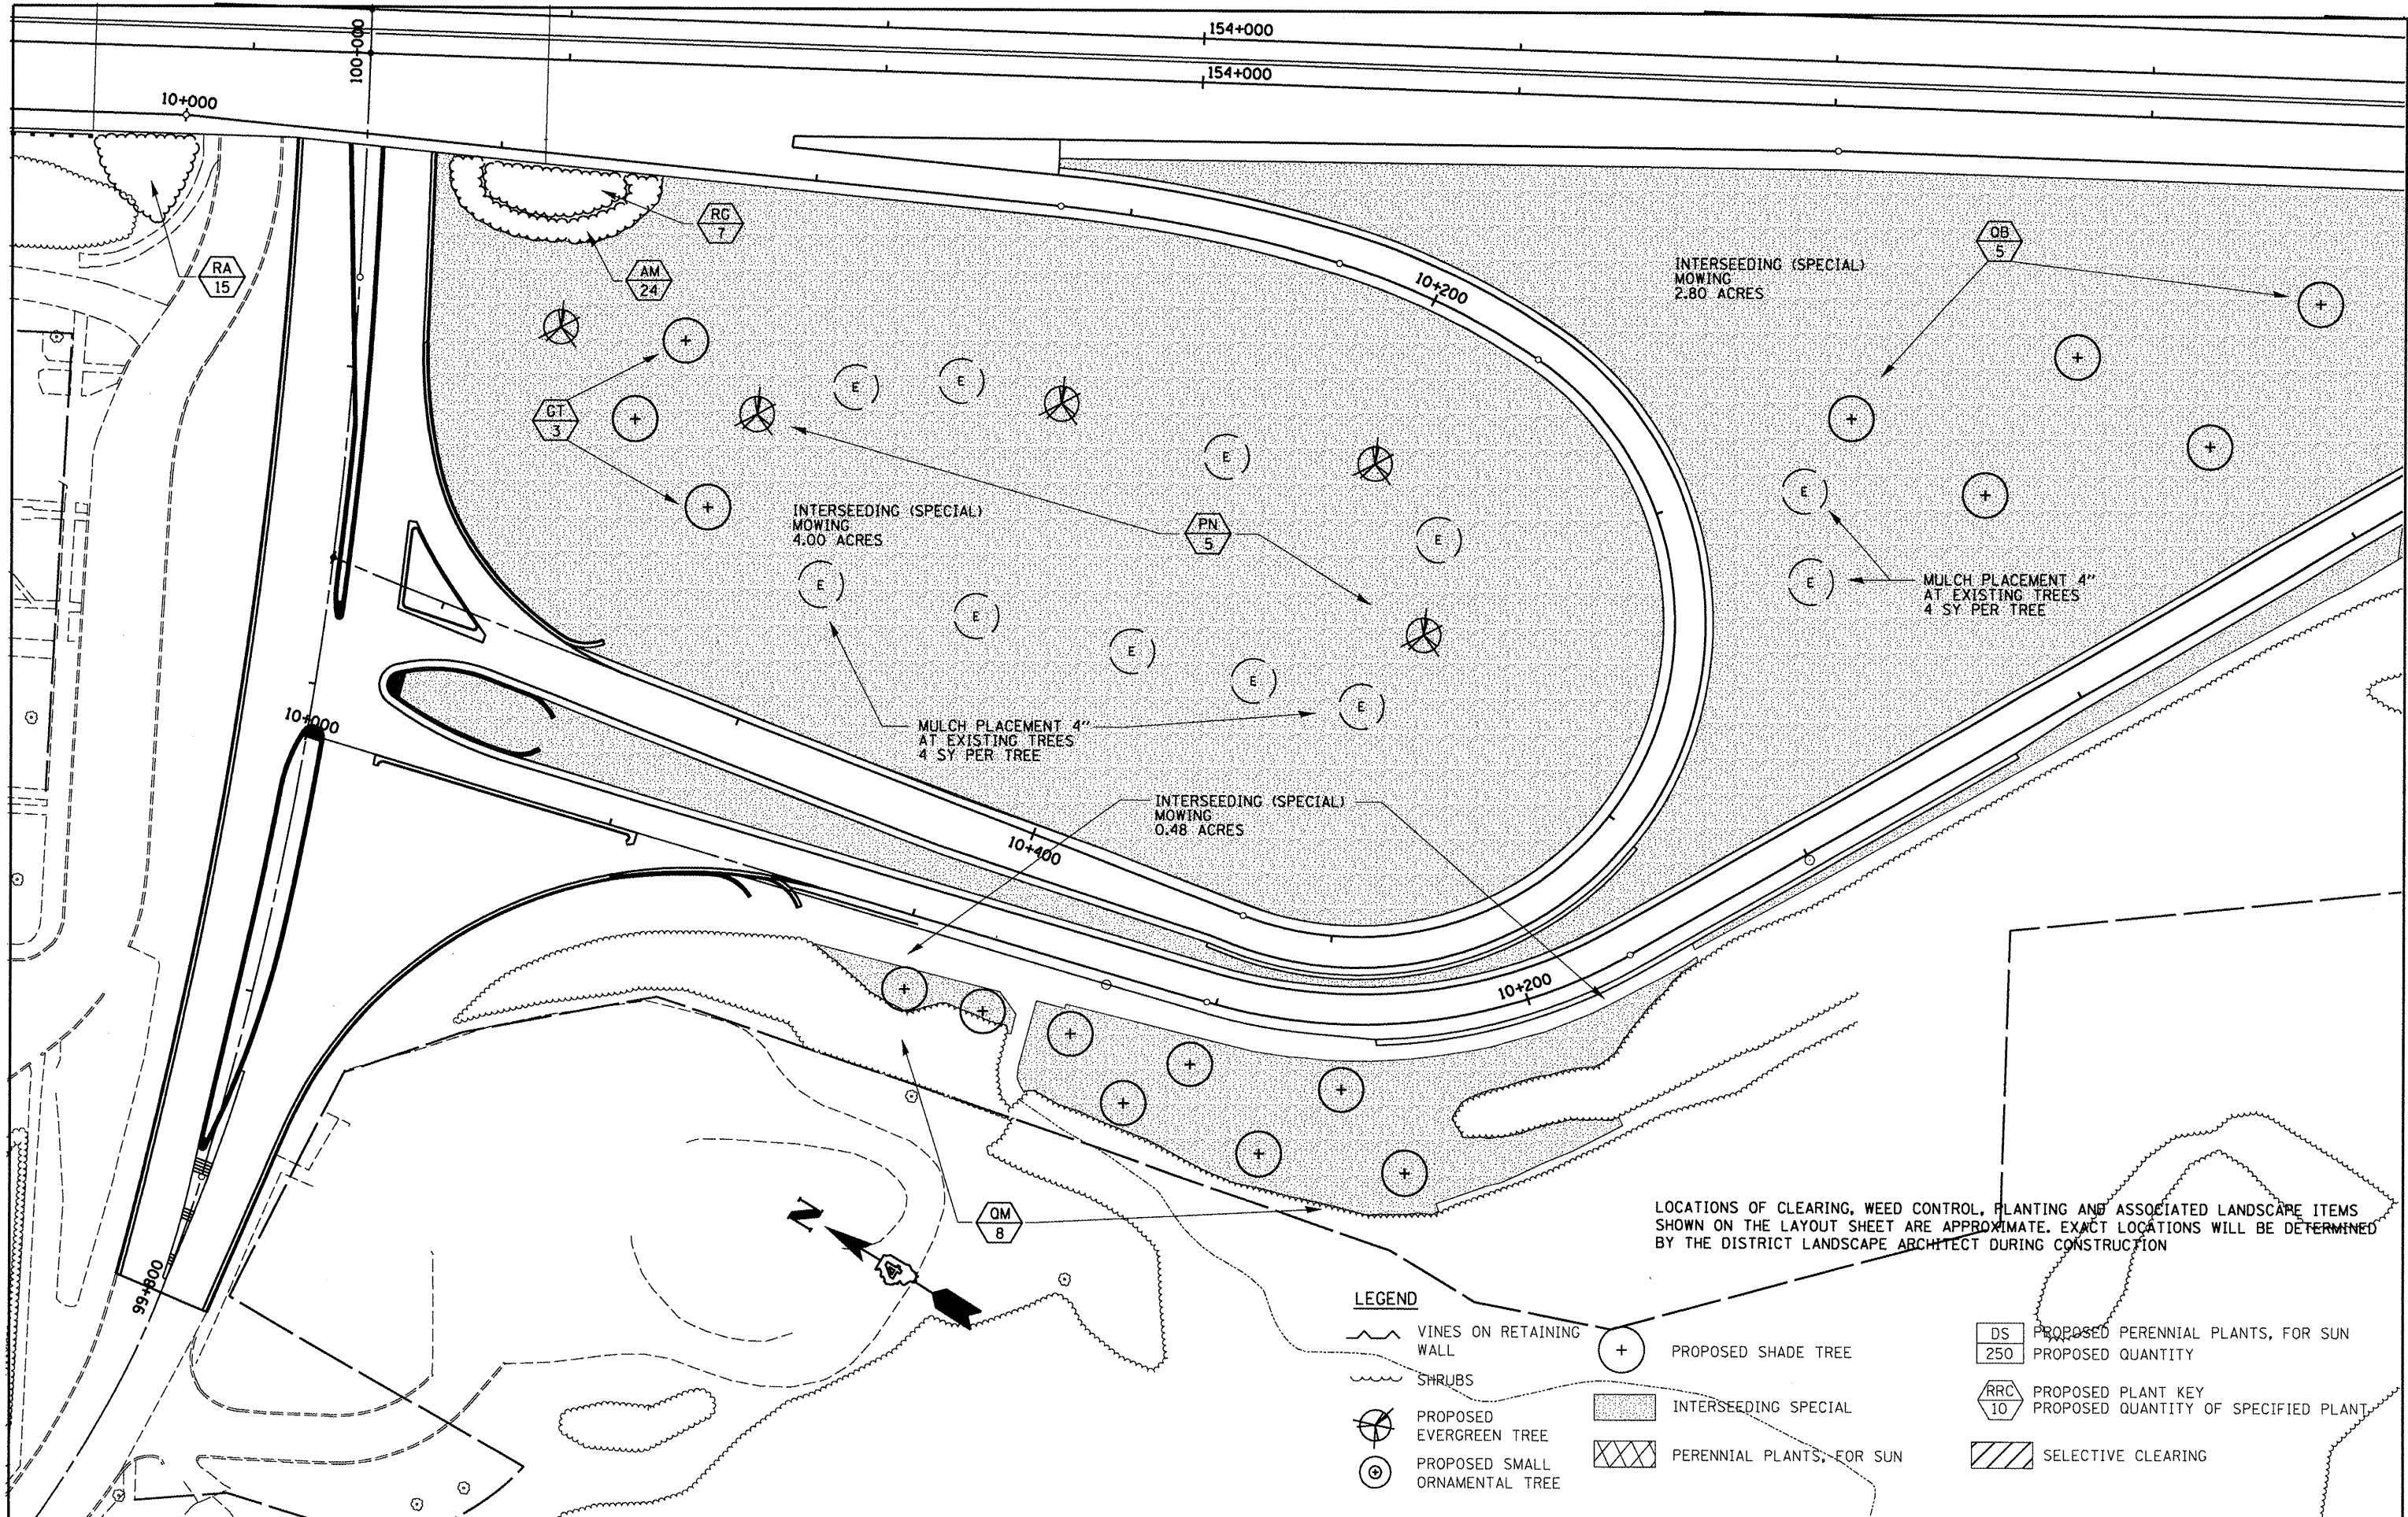 154+000
100+000
154+000
10+000
RG
7
RA
15
AM
24
QB
5
INTERSEEDING (SPECIAL)
MOWING
2.80 ACRES
10+200
GT
3
E
E
E
E
E
INTERSEEDING (SPECIAL)
MOWING
4.00 ACRES
PN
5
E
E
E
E
E
E
MULCH PLACEMENT 4"
AT EXISTING TREES
4 SY PER TREE
10+000
MULCH PLACEMENT 4"
AT EXISTING TREES
4 SY PER TREE
INTERSEEDING (SPECIAL)
MOWING
0.48 ACRES
10+400
10+200
QM
8
N
4
99+800
LOCATIONS OF CLEARING, WEED CONTROL, PLANTING AND ASSOCIATED LANDSCAPE ITEMS
SHOWN ON THE LAYOUT SHEET ARE APPROXIMATE. EXACT LOCATIONS WILL BE DETERMINED
BY THE DISTRICT LANDSCAPE ARCHITECT DURING CONSTRUCTION
LEGEND
VINES ON RETAINING
WALL
SHRUBS
PROPOSED
EVERGREEN TREE
PROPOSED SMALL
ORNAMENTAL TREE
PROPOSED SHADE TREE
INTERSEEDING SPECIAL
PERENNIAL PLANTS, FOR SUN
DS PROPOSED PERENNIAL PLANTS, FOR SUN
250 PROPOSED QUANTITY
RRC PROPOSED PLANT KEY
10 PROPOSED QUANTITY OF SPECIFIED PLANT
SELECTIVE CLEARING